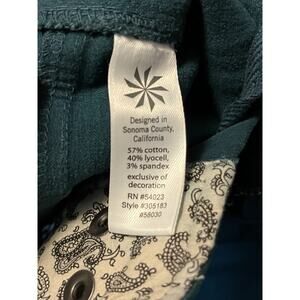 Designed in
Sonoma County,
California
57% cotton,
40% lyocell,
3% spandex
exclusive of
decoration
RN #54023
Style #305183
#58030